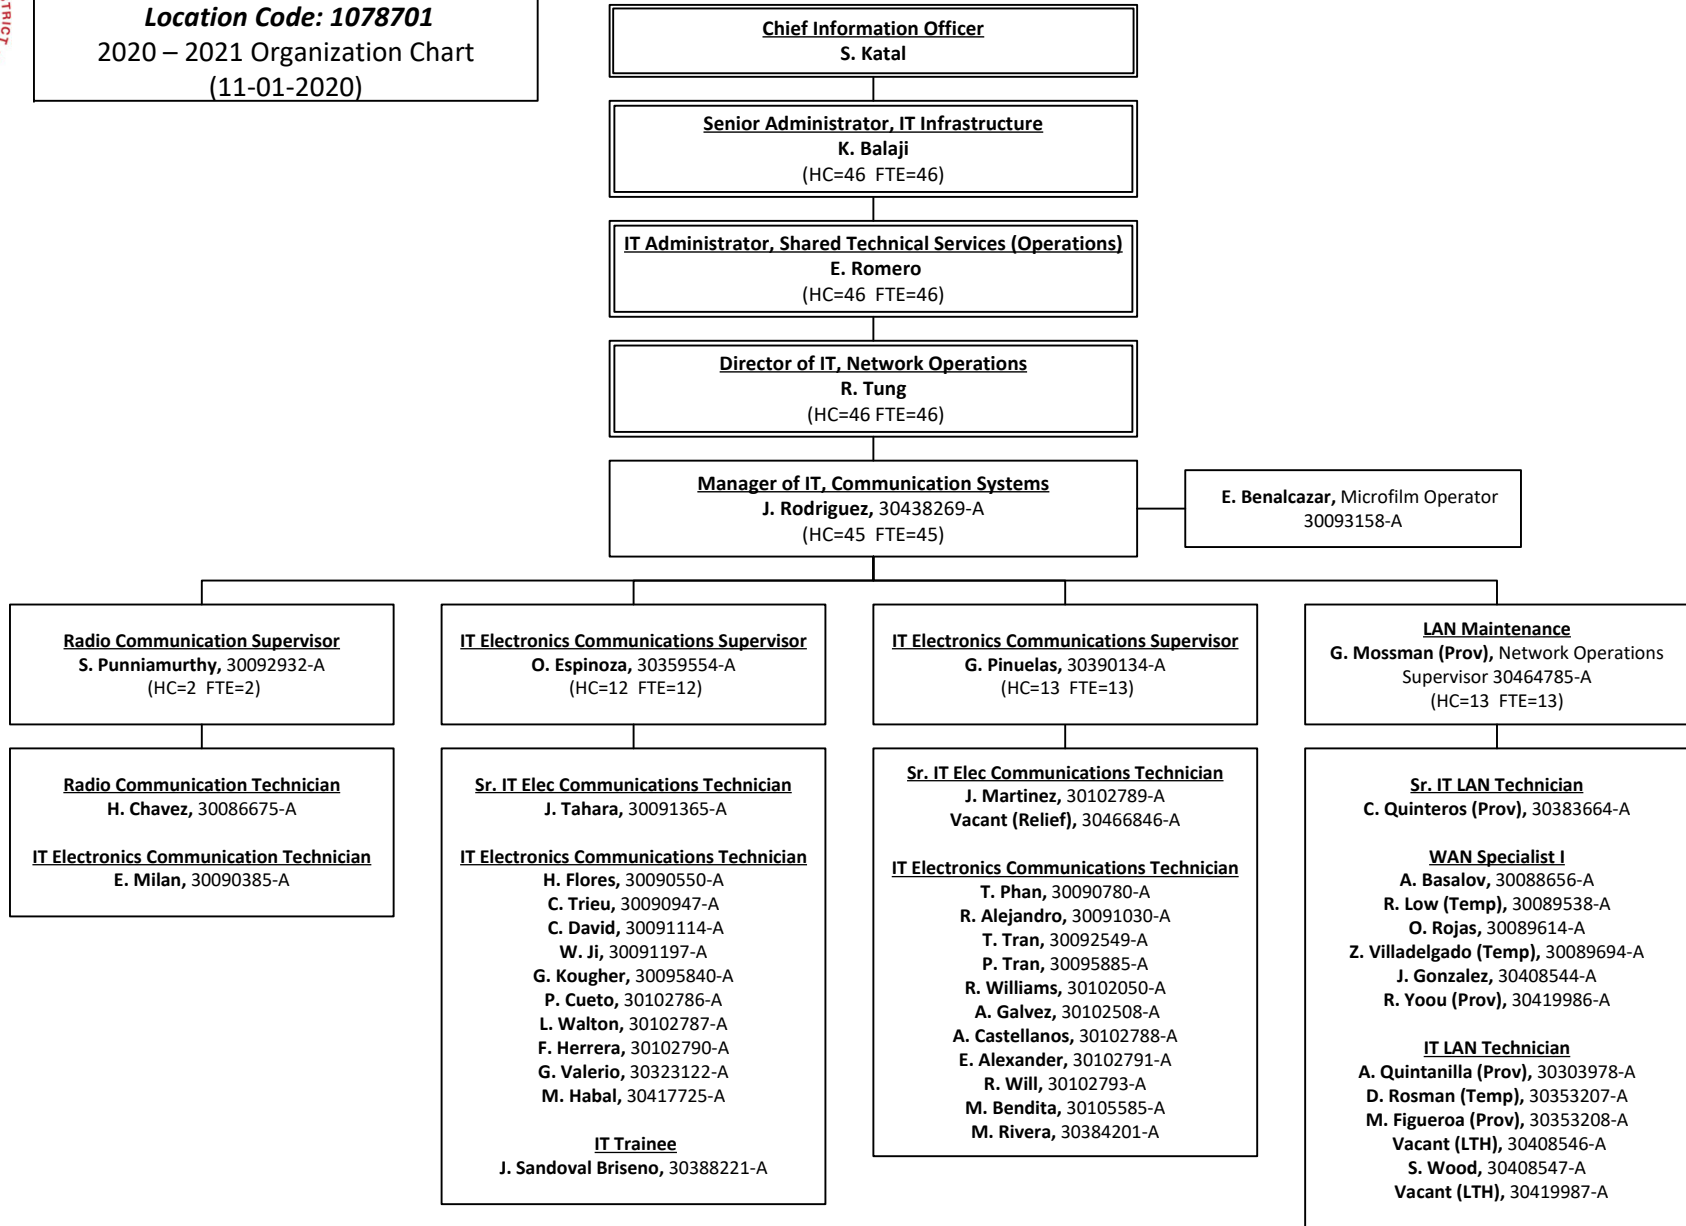 TRICT
Location Code: 1078701
2020 – 2021 Organization Chart
(11-01-2020)
Chief Information Officer
S. Katal
Senior Administrator, IT Infrastructure
K. Balaji
(HC=46 FTE=46)
IT Administrator, Shared Technical Services (Operations)
E. Romero
(HC=46 FTE=46)
Director of IT, Network Operations
R. Tung
(HC=46 FTE=46)
Manager of IT, Communication Systems
J. Rodriguez, 30438269-A
(HC=45 FTE=45)
E. Benalcazar, Microfilm Operator
30093158-A
Radio Communication Supervisor
S. Punniamurthy, 30092932-A
(HC=2 FTE=2)
IT Electronics Communications Supervisor
O. Espinoza, 30359554-A
(HC=12 FTE=12)
IT Electronics Communications Supervisor
G. Pinuelas, 30390134-A
(HC=13 FTE=13)
LAN Maintenance
G. Mossman (Prov), Network Operations
Supervisor 30464785-A
(HC=13 FTE=13)
Radio Communication Technician
H. Chavez, 30086675-A
IT Electronics Communication Technician
E. Milan, 30090385-A
Sr. IT Elec Communications Technician
J. Tahara, 30091365-A
IT Electronics Communications Technician
H. Flores, 30090550-A
C. Trieu, 30090947-A
C. David, 30091114-A
W. Ji, 30091197-A
G. Kougher, 30095840-A
P. Cueto, 30102786-A
L. Walton, 30102787-A
F. Herrera, 30102790-A
G. Valerio, 30323122-A
M. Habal, 30417725-A
IT Trainee
J. Sandoval Briseno, 30388221-A
Sr. IT Elec Communications Technician
J. Martinez, 30102789-A
Vacant (Relief), 30466846-A
IT Electronics Communications Technician
T. Phan, 30090780-A
R. Alejandro, 30091030-A
T. Tran, 30092549-A
P. Tran, 30095885-A
R. Williams, 30102050-A
A. Galvez, 30102508-A
A. Castellanos, 30102788-A
E. Alexander, 30102791-A
R. Will, 30102793-A
M. Bendita, 30105585-A
M. Rivera, 30384201-A
Sr. IT LAN Technician
C. Quinteros (Prov), 30383664-A
WAN Specialist I
A. Basalov, 30088656-A
R. Low (Temp), 30089538-A
O. Rojas, 30089614-A
Z. Villadelgado (Temp), 30089694-A
J. Gonzalez, 30408544-A
R. Yoou (Prov), 30419986-A
IT LAN Technician
A. Quintanilla (Prov), 30303978-A
D. Rosman (Temp), 30353207-A
M. Figueroa (Prov), 30353208-A
Vacant (LTH), 30408546-A
S. Wood, 30408547-A
Vacant (LTH), 30419987-A